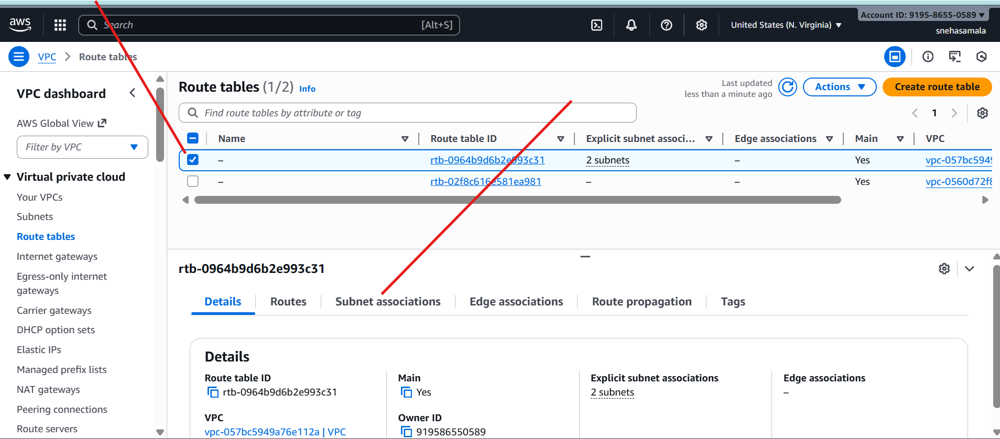 aws
Search [Alt+S]
United States (N. Virginia)
Account ID: 9195-8655-0589
snehasamala
VPC > Route tables
VPC dashboard
AWS Global View
Filter by VPC
Virtual private cloud
Your VPCs
Subnets
Route tables
Internet gateways
Egress-only internet
gateways
Carrier gateways
DHCP option sets
Elastic IPs
Managed prefix lists
NAT gateways
Peering connections
Route servers
Route tables (1/2) Info
Last updated
less than a minute ago
Actions
Create route table
Find route tables by attribute or tag
1
Name Route table ID Explicit subnet associ... Edge associations Main VPC
– rtb-0964b9d6b2e993c31 2 subnets – Yes vpc-057bc5949
– rtb-02f8c616e581ea981 – – Yes vpc-0560d72f8
rtb-0964b9d6b2e993c31
Details Routes Subnet associations Edge associations Route propagation Tags
Details
Route table ID
rtb-0964b9d6b2e993c31
Main
Yes
Explicit subnet associations
2 subnets
Edge associations
–
VPC
vpc-057bc5949a76e112a | VPC
Owner ID
919586550589